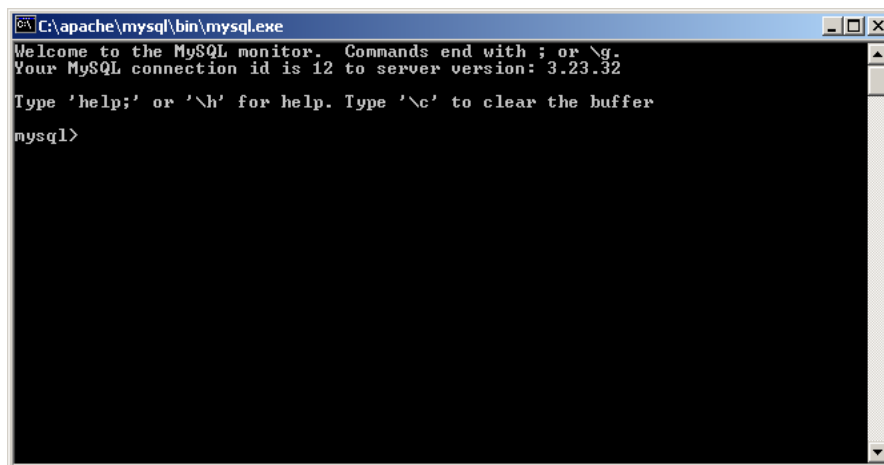 C:\apache\mysql\bin\mysql.exe
Welcome to the MySQL monitor.  Commands end with ; or \g.
Your MySQL connection id is 12 to server version: 3.23.32
Type 'help;' or '\h' for help. Type '\c' to clear the buffer
mysql>